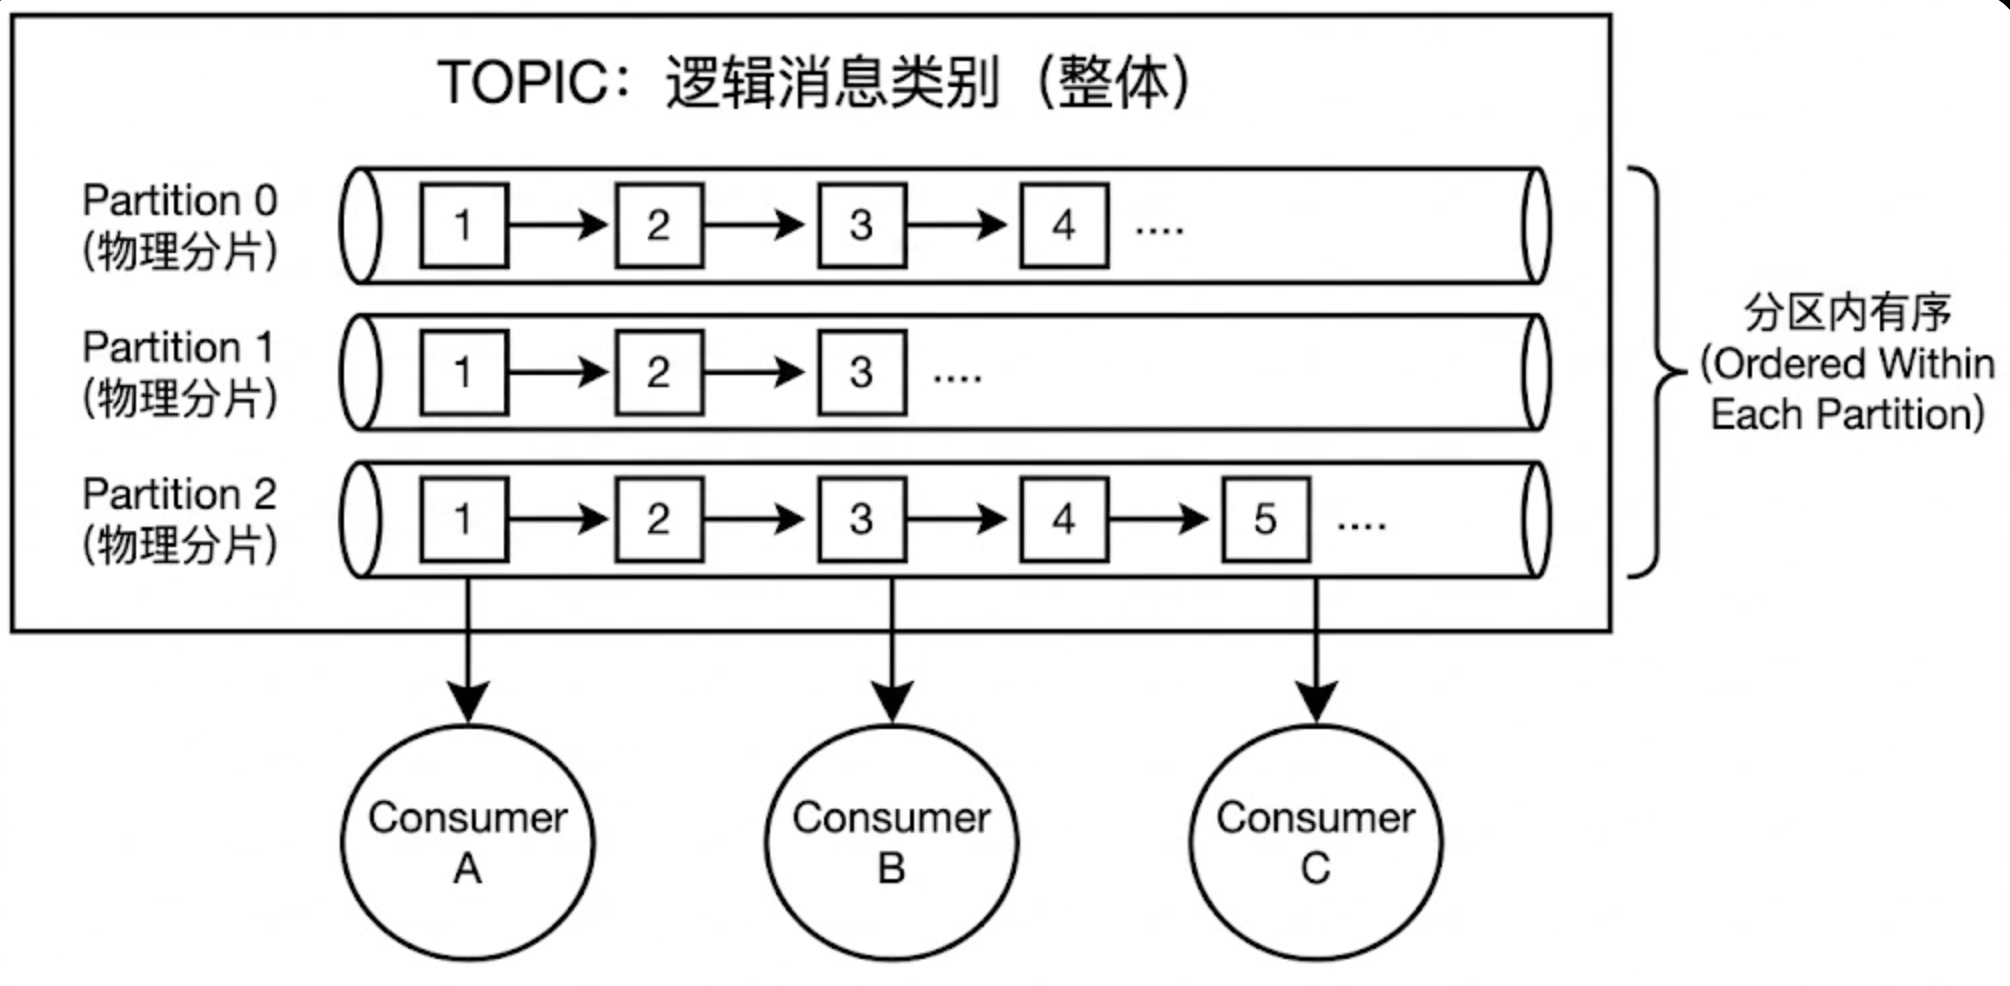 TOPIC：逻辑消息类别（整体）
Partition 0
(物理分片)
1 2 3 4 ....
Partition 1
(物理分片)
1 2 3 ....
Partition 2
(物理分片)
1 2 3 4 5 ....
分区内有序
(Ordered Within
Each Partition)
Consumer
A
Consumer
B
Consumer
C